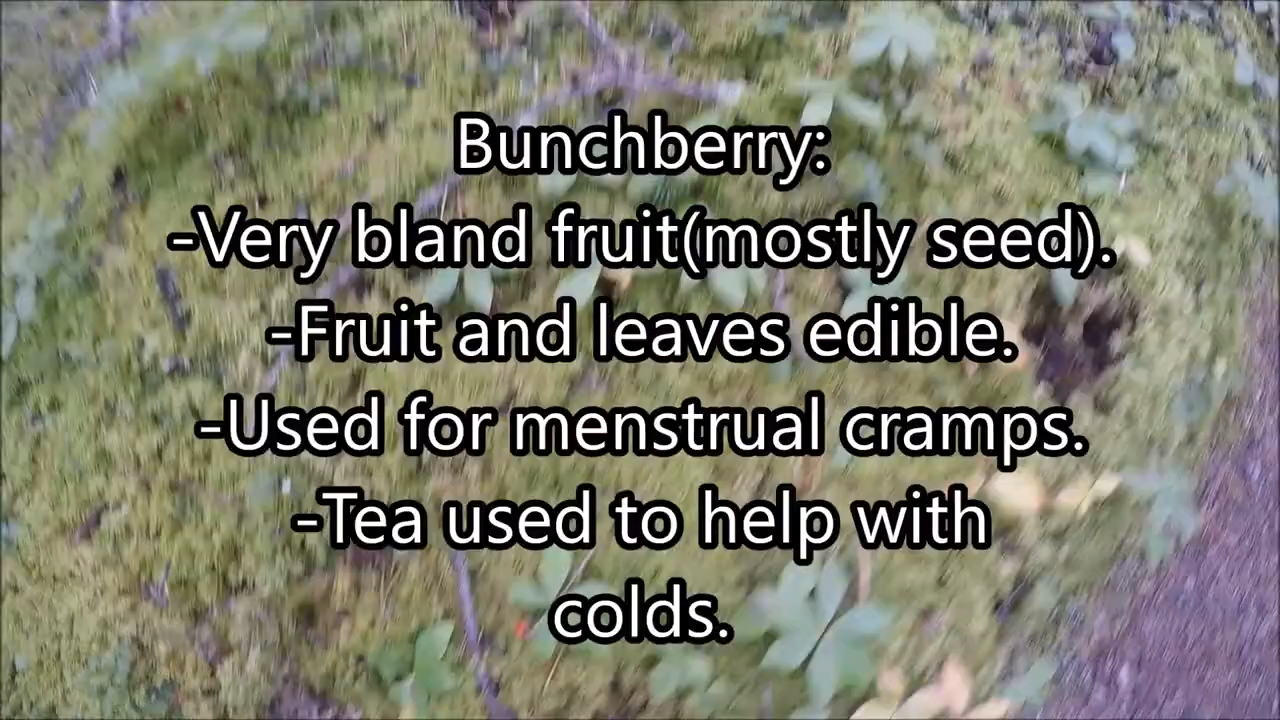 Bunchberry:
-Very bland fruit(mostly seed).
-Fruit and leaves edible.
-Used for menstrual cramps.
-Tea used to help with
colds.